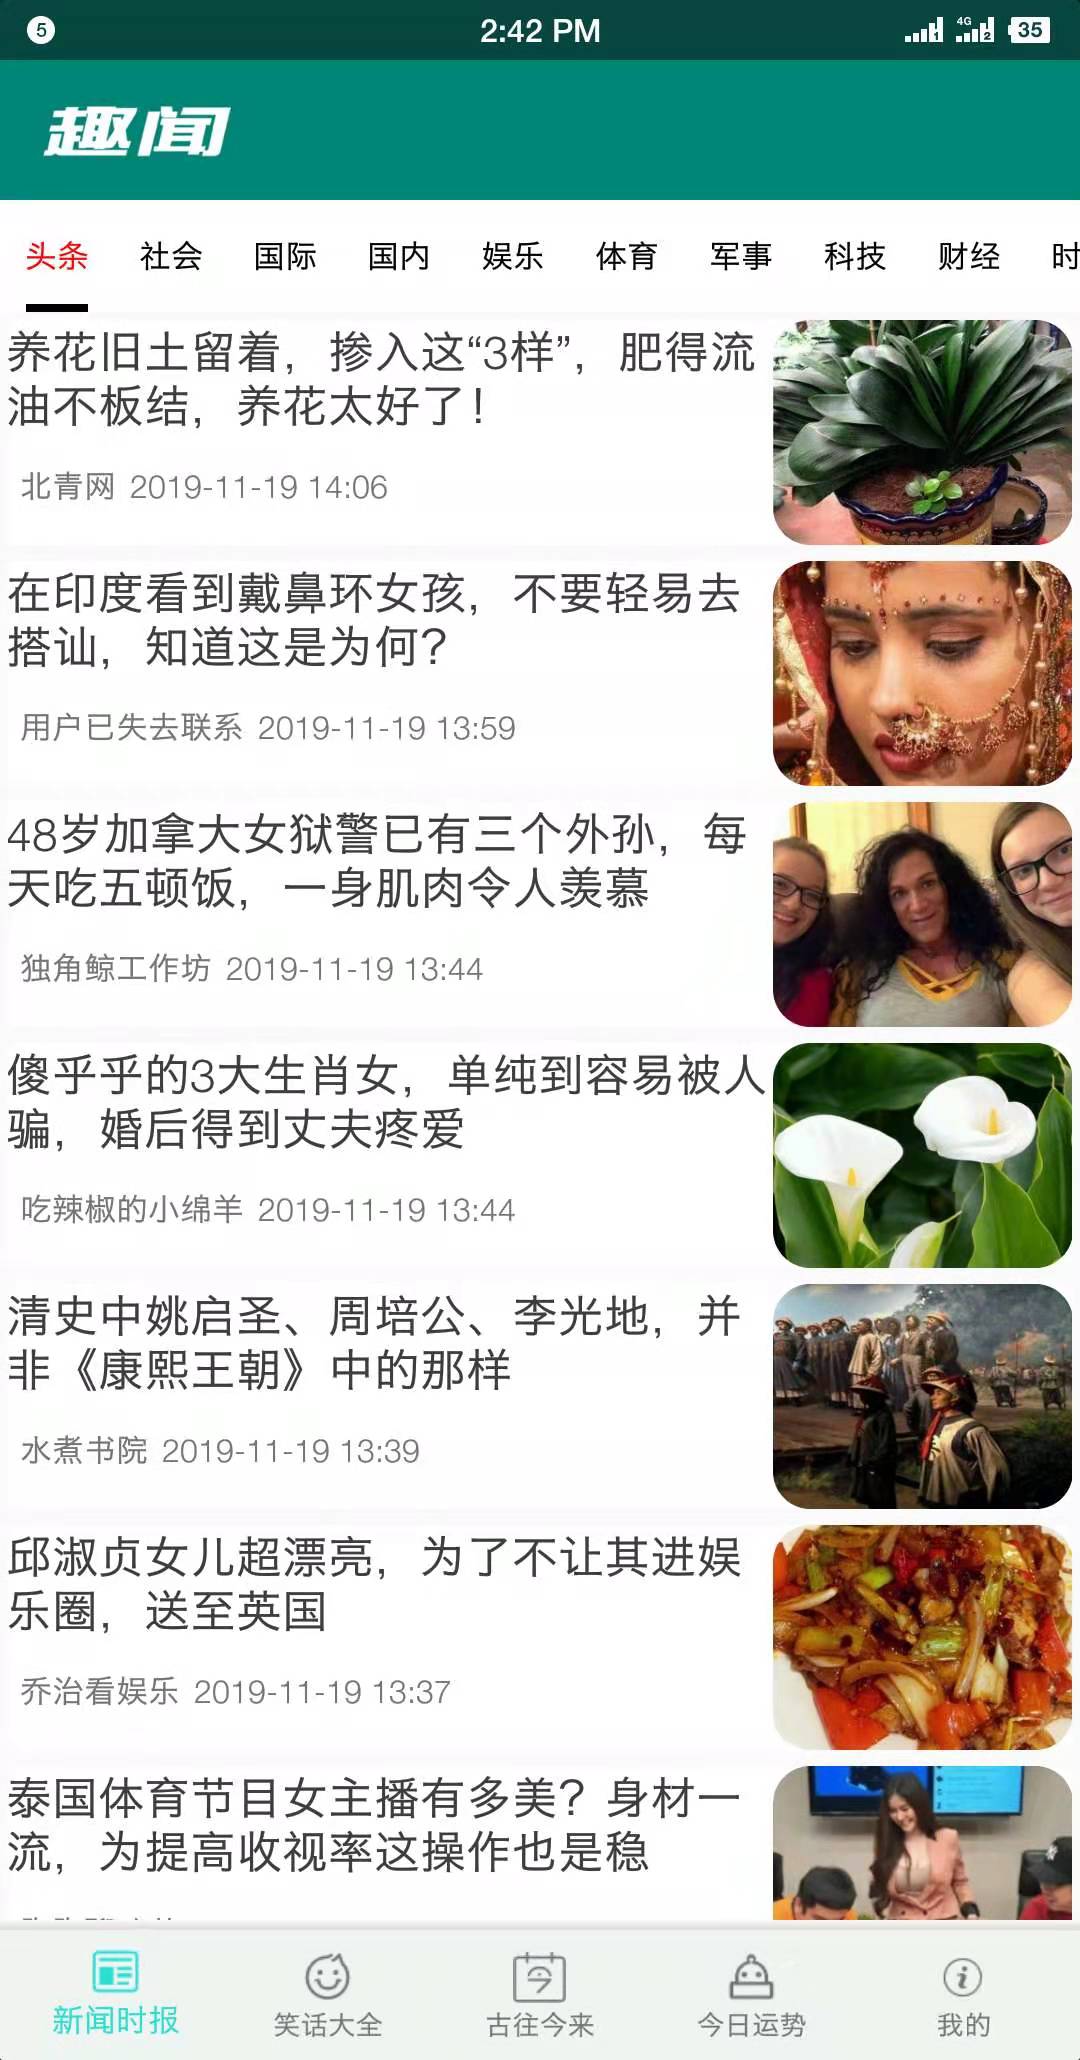 5 2:42 PM 1 4G 2 35
趣闻
头条 社会 国际 国内 娱乐 体育 军事 科技 财经 时
养花旧土留着，掺入这“3样”，肥得流
油不板结，养花太好了！
北青网 2019-11-19 14:06
在印度看到戴鼻环女孩，不要轻易去
搭讪，知道这是为何？
用户已失去联系 2019-11-19 13:59
48岁加拿大女狱警已有三个外孙，每
天吃五顿饭，一身肌肉令人羡慕
独角鲸工作坊 2019-11-19 13:44
傻乎乎的3大生肖女，单纯到容易被人
骗，婚后得到丈夫疼爱
吃辣椒的小绵羊 2019-11-19 13:44
清史中姚启圣、周培公、李光地，并
非《康熙王朝》中的那样
水煮书院 2019-11-19 13:39
邱淑贞女儿超漂亮，为了不让其进娱
乐圈，送至英国
乔治看娱乐 2019-11-19 13:37
泰国体育节目女主播有多美？身材一
流，为提高收视率这操作也是稳
新闻时报 笑话大全 古往今来 今日运势 我的